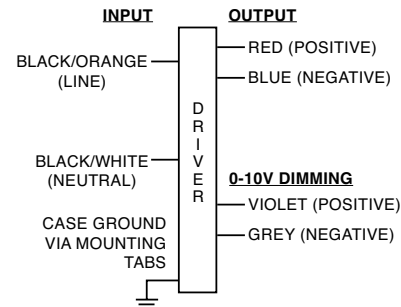 INPUT
BLACK/ORANGE
(LINE)
BLACK/WHITE
(NEUTRAL)
CASE GROUND
VIA MOUNTING
TABS
DRIVER
OUTPUT
RED (POSITIVE)
BLUE (NEGATIVE)
0-10V DIMMING
VIOLET (POSITIVE)
GREY (NEGATIVE)